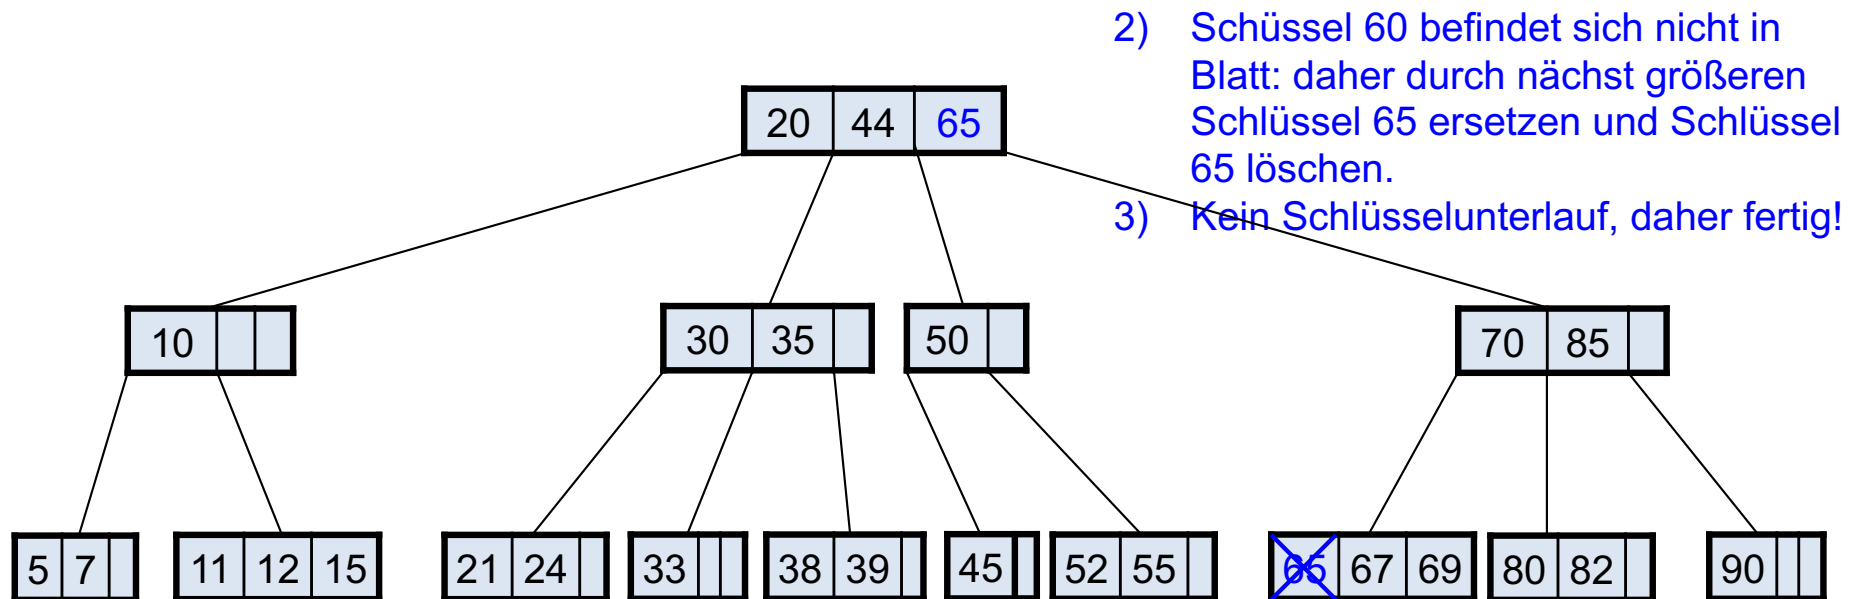 2) Schüssel 60 befindet sich nicht in
Blatt: daher durch nächst größeren
Schlüssel 65 ersetzen und Schlüssel
65 löschen.
3) Kein Schlüsselunterlauf, daher fertig!
20 44 65
10
30 35
50
70 85
5 7
11 12 15
21 24
33
38 39
45
52 55
65 67 69
80 82
90